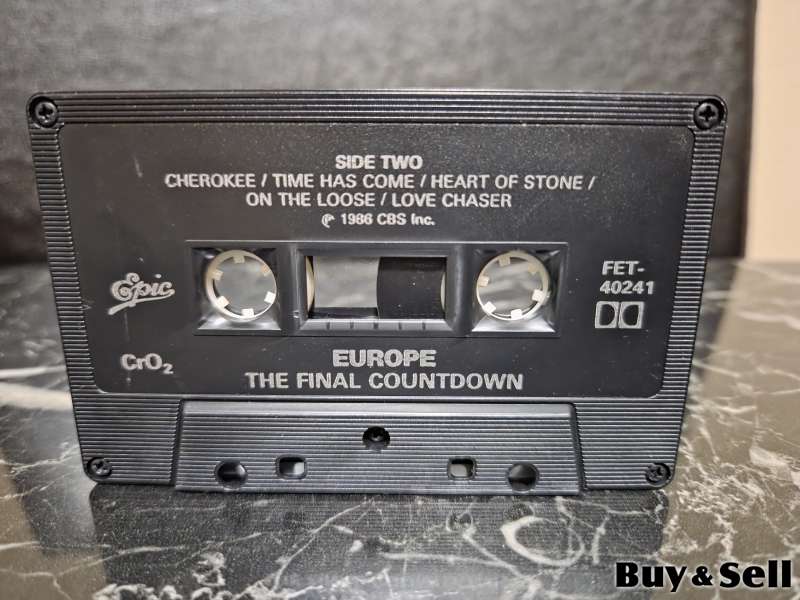 SIDE TWO
CHEROKEE / TIME HAS COME / HEART OF STONE /
ON THE LOOSE / LOVE CHASER
℗ 1986 CBS Inc.
Epic
FET-
40241
CrO₂
EUROPE
THE FINAL COUNTDOWN
Buy & Sell